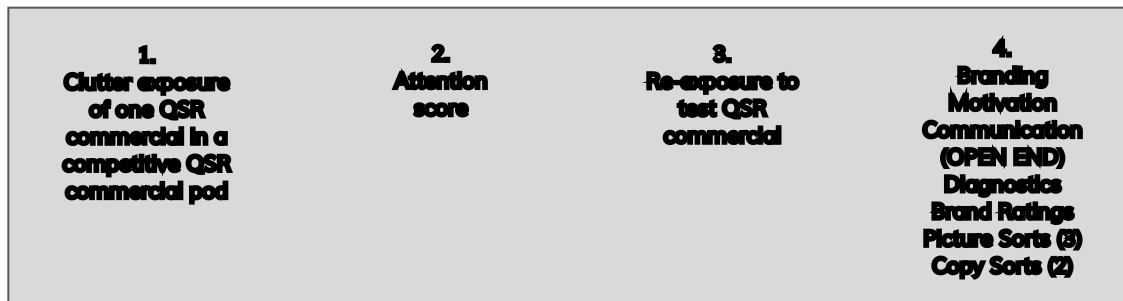 1.
Clutter exposure
of one QSR
commercial in a
competitive QSR
commercial pod
2.
Attention
score
3.
Re-exposure to
test QSR
commercial
4.
Branding
Motivation
Communication
(OPEN END)
Diagnostics
Brand Ratings
Picture Sorts (3)
Copy Sorts (2)